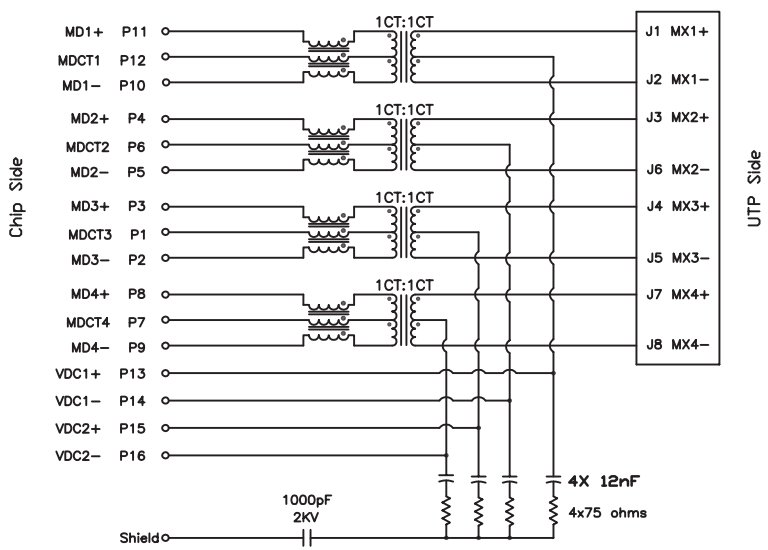 1CT:1CT
MD1+ P11 J1 MX1+
MDCT1 P12
MD1- P10 J2 MX1-
1CT:1CT
MD2+ P4 J3 MX2+
MDCT2 P6
MD2- P5 J6 MX2-
Chip Side
UTP Side
1CT:1CT
MD3+ P3 J4 MX3+
MDCT3 P1
MD3- P2 J5 MX3-
1CT:1CT
MD4+ P8 J7 MX4+
MDCT4 P7
MD4- P9 J8 MX4-
VDC1+ P13
VDC1- P14
VDC2+ P15
VDC2- P16
4X 12nF
1000pF
2KV
4x75 ohms
Shield